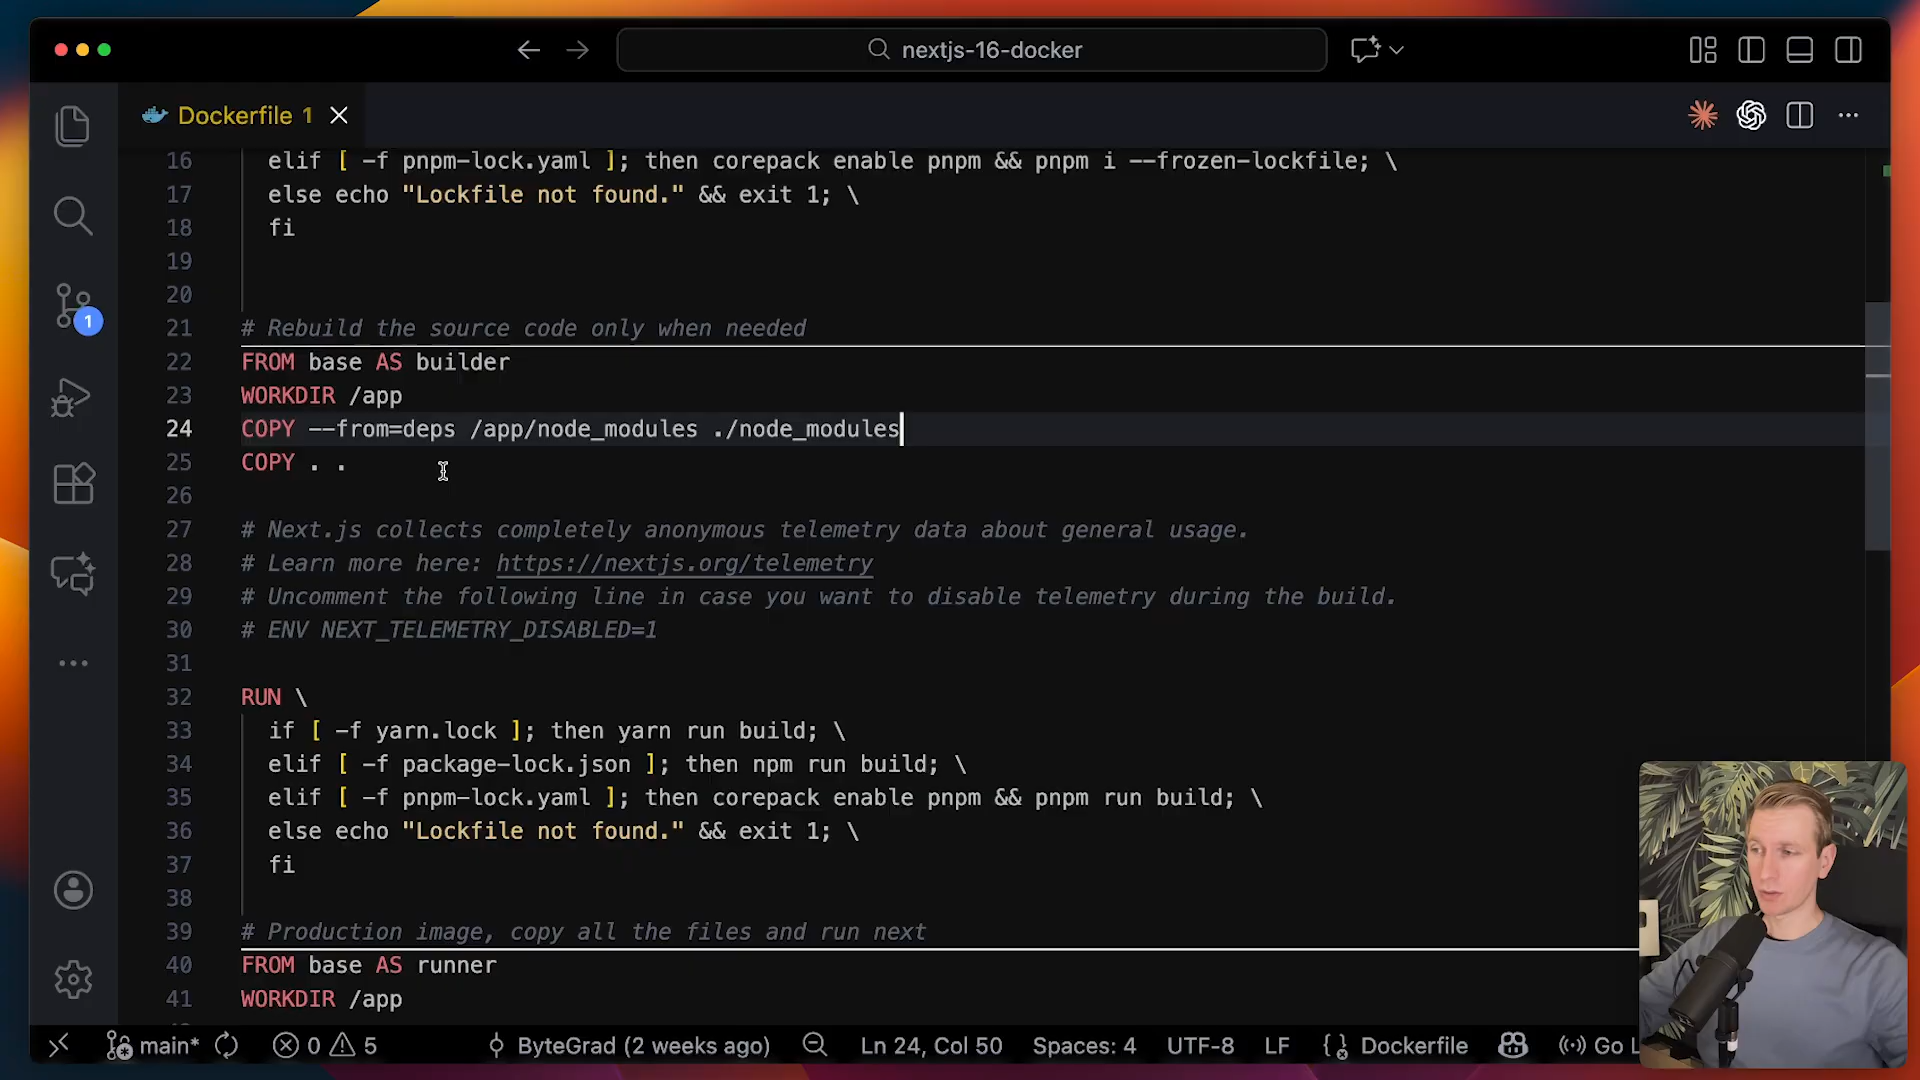 nextjs-16-docker
Dockerfile 1
16 elif [ -f pnpm-lock.yaml ]; then corepack enable pnpm && pnpm i --frozen-lockfile; \
17 else echo "Lockfile not found." && exit 1; \
18 fi
19
20
21 # Rebuild the source code only when needed
22 FROM base AS builder
23 WORKDIR /app
24 COPY --from=deps /app/node_modules ./node_modules
25 COPY . .
26
27 # Next.js collects completely anonymous telemetry data about general usage.
28 # Learn more here: https://nextjs.org/telemetry
29 # Uncomment the following line in case you want to disable telemetry during the build.
30 # ENV NEXT_TELEMETRY_DISABLED=1
31
32 RUN \
33 if [ -f yarn.lock ]; then yarn run build; \
34 elif [ -f package-lock.json ]; then npm run build; \
35 elif [ -f pnpm-lock.yaml ]; then corepack enable pnpm && pnpm run build; \
36 else echo "Lockfile not found." && exit 1; \
37 fi
38
39 # Production image, copy all the files and run next
40 FROM base AS runner
41 WORKDIR /app
1
main* 0 5 ByteGrad (2 weeks ago) Ln 24, Col 50 Spaces: 4 UTF-8 LF Dockerfile Go